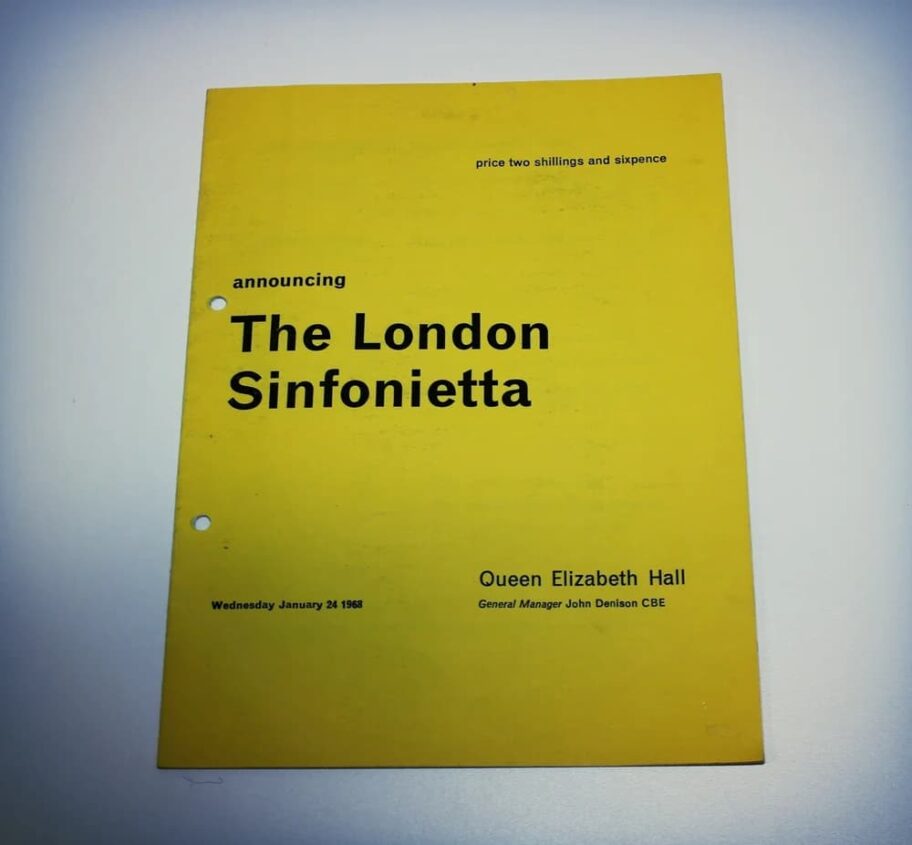 price two shillings and sixpence
announcing
The London
Sinfonietta
Queen Elizabeth Hall
Wednesday January 24 1968
General Manager John Denison CBE